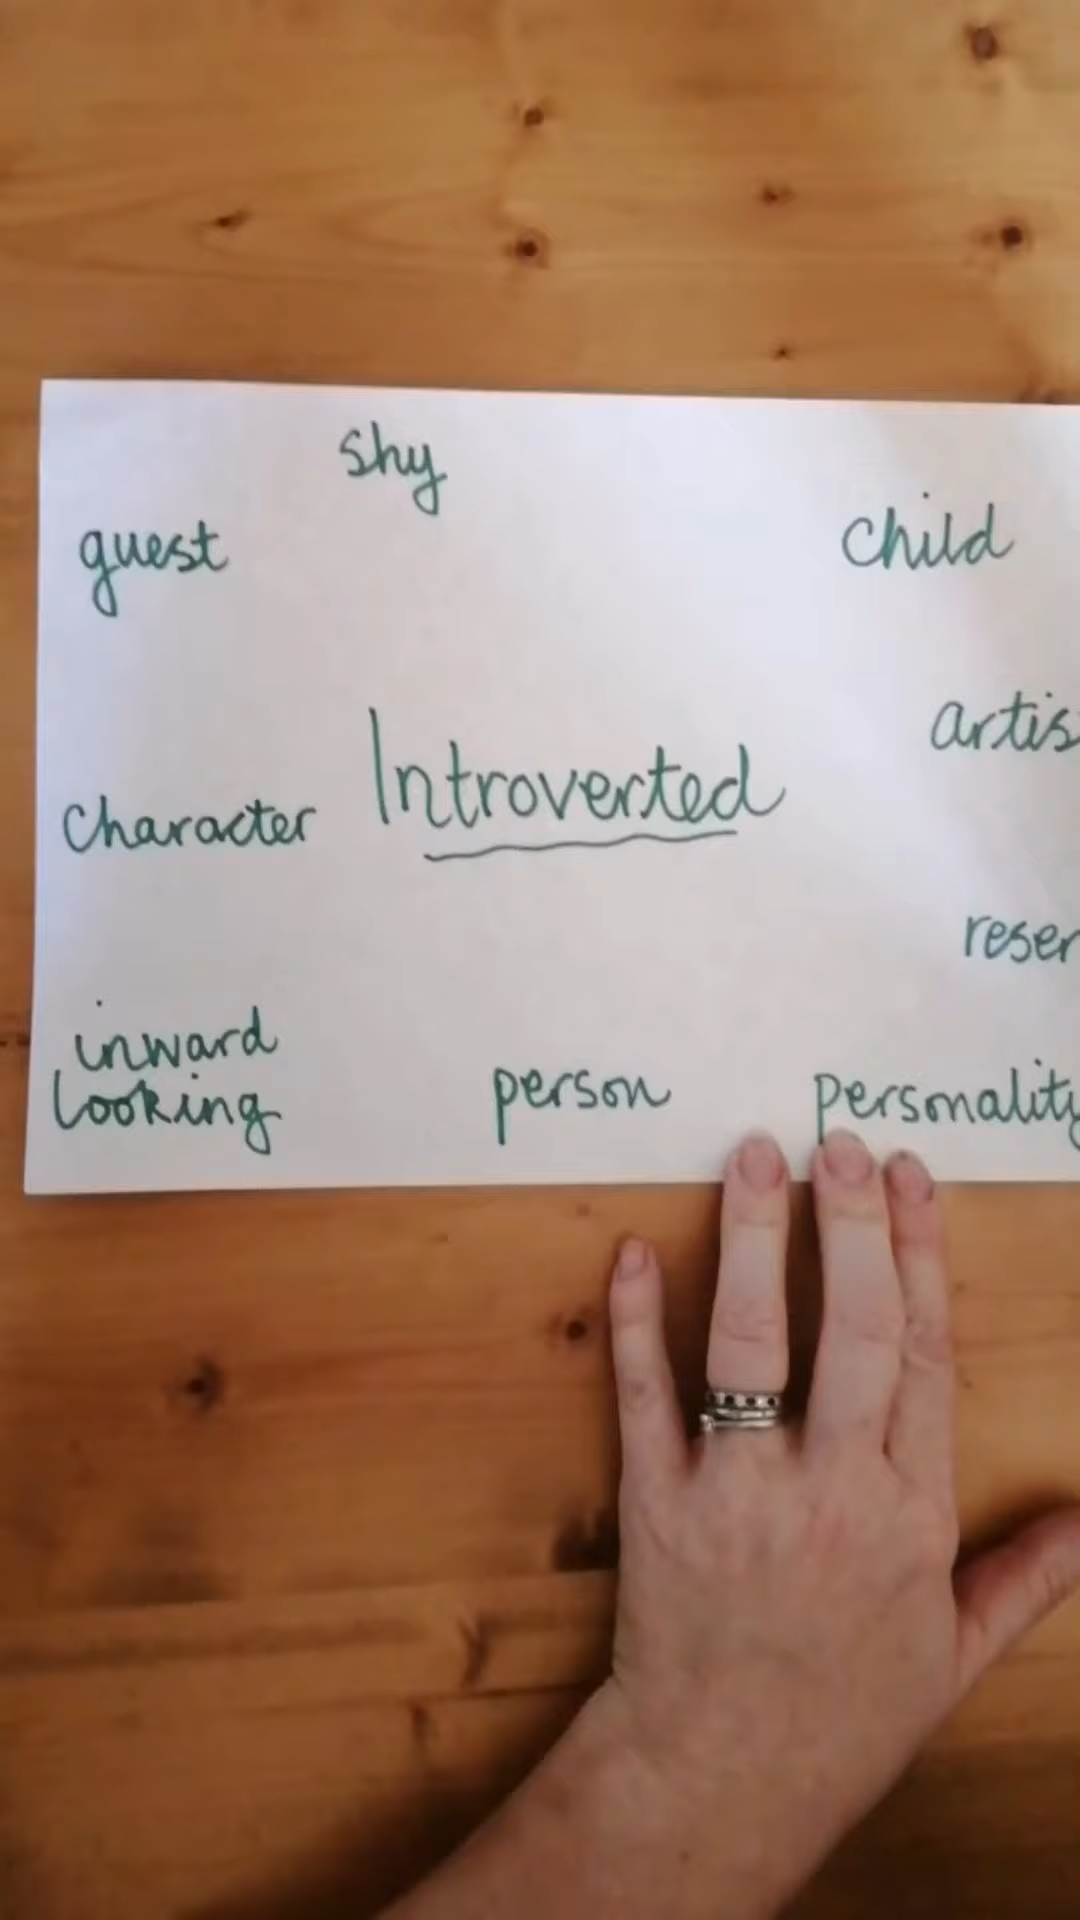 shy
guest
child
artis
Introverted
character
reser
inward
looking
person
personality